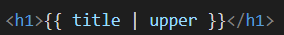 <h1>{{ title | upper }}</h1>